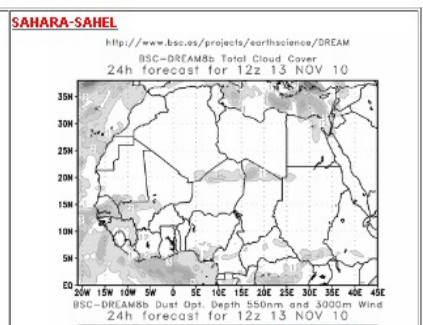 SAHARA-SAHEL
http://www.bsc.es/projects/earthscience/DREAM
BSC-DREAM8b Total Cloud Cover
24h forecast for 12z 13 NOV 10
35N
30N
25N
20N
15N
10N
5N
EQ
20W 15W 10W 5W 0 5E 10E 15E 20E 25E 30E 35E 40E 45E
BSC-DREAM8b Dust Opt. Depth 550nm and 3000m Wind
24h forecast for 12z 13 NOV 10